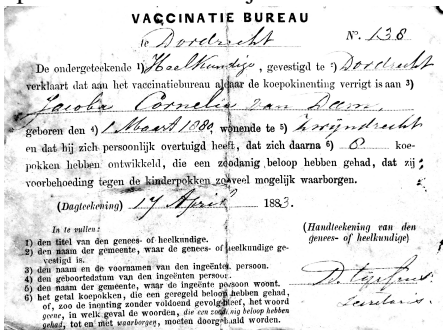 VACCINATIE BUREAU
te Dordrecht No. 138
De ondergeteekende 1) Heelkundige, gevestigd te 2) Dordrecht
verklaart dat aan het vaccinatiebureau aldaar de koepokinenting verrigt is aan 3)
Jacoba Cornelia van Dam,
geboren den 4) 1 Maart 1880 wonende te 5) Zwijndrecht
en dat hij zich persoonlijk overtuigd heeft, dat zich daarna 6) 6 koe-
pokken hebben ontwikkeld, die een zoodanig beloop hebben gehad, dat zij
voorbehoeding tegen de kinderpokken zooveel mogelijk waarborgen.
(Dagteekening) 17 April 1883.
In te vullen:
1) den titel van den genees- of heelkundige.
2) den naam der gemeente, waar de genees- of heelkundige ge-
vestigd is.
3) den naam en de voornamen van den ingeënten persoon.
4) den geboortedatum van den ingeënten persoon.
5) den naam der gemeente, waar de ingeënte persoon woont.
6) het getal koepokken, die een geregeld beloop hebben gehad,
of, zoo de inenting zonder voldoend gevolg bleef, het woord
geene, in welk geval de woorden, die een zoodanig beloop hebben
gehad, tot en met waarborgen, moeten doorgehaald worden.
(Handteekening van den
genees- of heelkundige)
Secretaris.